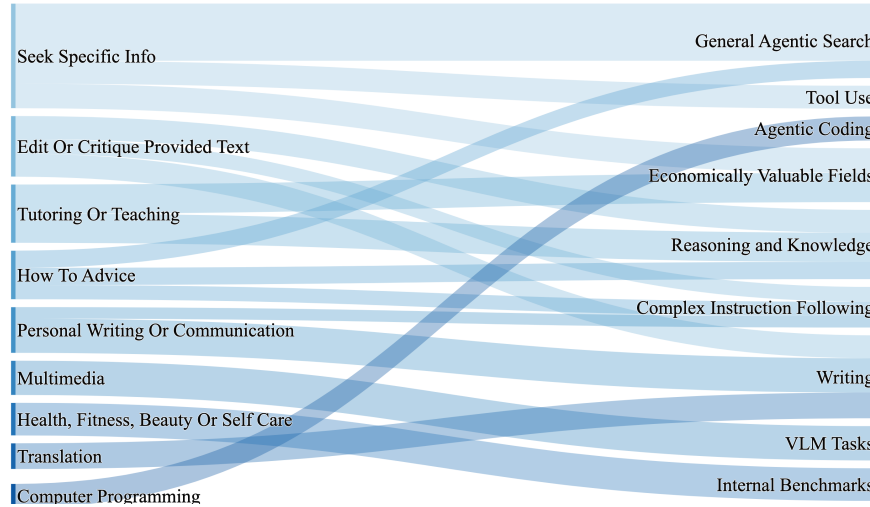 Seek Specific Info
Edit Or Critique Provided Text
Tutoring Or Teaching
How To Advice
Personal Writing Or Communication
Multimedia
Health, Fitness, Beauty Or Self Care
Translation
Computer Programming
General Agentic Search
Tool Use
Agentic Coding
Economically Valuable Fields
Reasoning and Knowledge
Complex Instruction Following
Writing
VLM Tasks
Internal Benchmarks